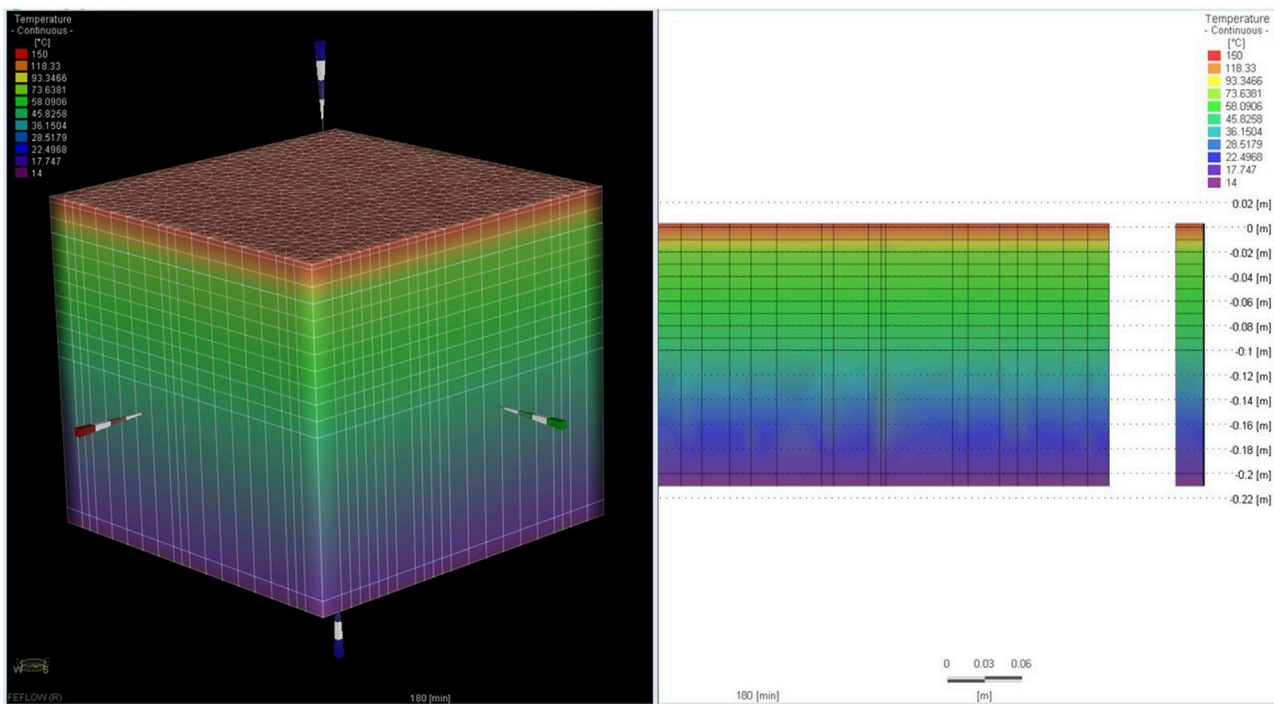 Temperature
- Continuous -
[°C]
150
118.33
93.3466
73.6381
58.0906
45.8258
36.1504
28.5179
22.4968
17.747
14
W S
FEFLOW (R)
180 [min]
Temperature
- Continuous -
[°C]
150
118.33
93.3466
73.6381
58.0906
45.8258
36.1504
28.5179
22.4968
17.747
14
0.02 [m]
0 [m]
-0.02 [m]
-0.04 [m]
-0.06 [m]
-0.08 [m]
-0.1 [m]
-0.12 [m]
-0.14 [m]
-0.16 [m]
-0.18 [m]
-0.2 [m]
-0.22 [m]
0 0.03 0.06
180 [min] [m]